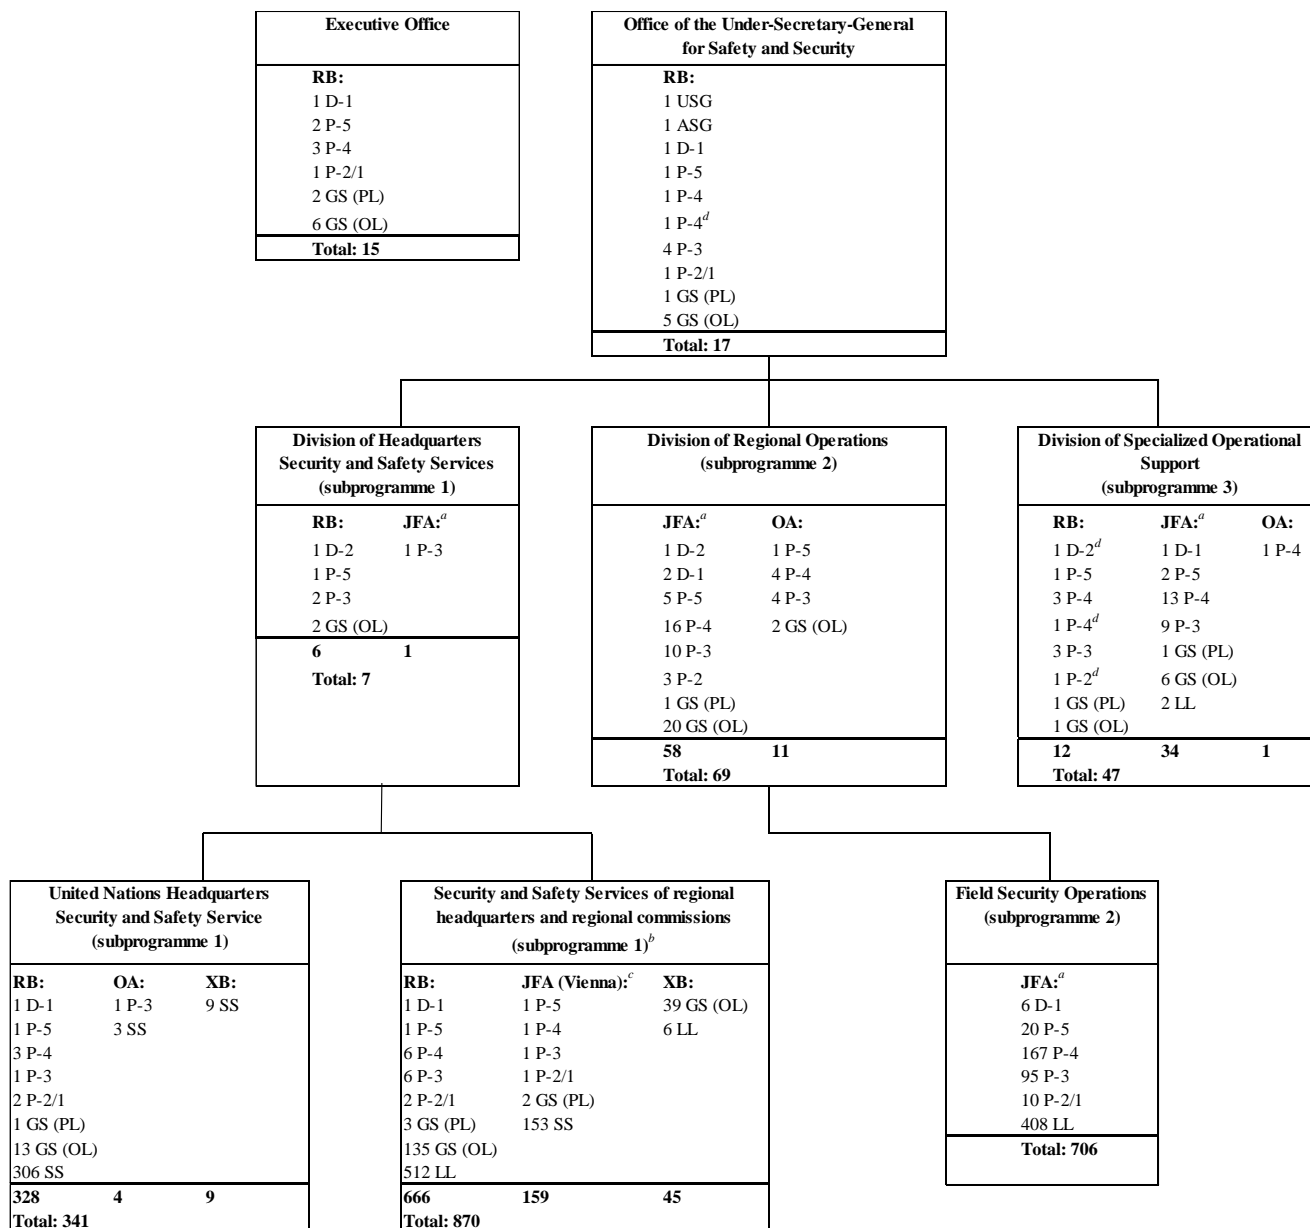 Executive Office
RB:
1 D-1
2 P-5
3 P-4
1 P-2/1
2 GS (PL)
6 GS (OL)
Total: 15
Office of the Under-Secretary-General
for Safety and Security
RB:
1 USG
1 ASG
1 D-1
1 P-5
1 P-4
1 P-4d
4 P-3
1 P-2/1
1 GS (PL)
5 GS (OL)
Total: 17
Division of Headquarters
Security and Safety Services
(subprogramme 1)
RB: JFA:a
1 D-2 1 P-3
1 P-5
2 P-3
2 GS (OL)
6 1
Total: 7
Division of Regional Operations
(subprogramme 2)
JFA:a OA:
1 D-2 1 P-5
2 D-1 4 P-4
5 P-5 4 P-3
16 P-4 2 GS (OL)
10 P-3
3 P-2
1 GS (PL)
20 GS (OL)
58 11
Total: 69
Division of Specialized Operational
Support
(subprogramme 3)
RB: JFA:a OA:
1 D-2d 1 D-1 1 P-4
1 P-5 2 P-5
3 P-4 13 P-4
1 P-4d 9 P-3
3 P-3 1 GS (PL)
1 P-2d 6 GS (OL)
1 GS (PL) 2 LL
1 GS (OL)
12 34 1
Total: 47
United Nations Headquarters
Security and Safety Service
(subprogramme 1)
RB: OA: XB:
1 D-1 1 P-3 9 SS
1 P-5 3 SS
3 P-4
1 P-3
2 P-2/1
1 GS (PL)
13 GS (OL)
306 SS
328 4 9
Total: 341
Security and Safety Services of regional
headquarters and regional commissions
(subprogramme 1)b
RB: JFA (Vienna):c XB:
1 D-1 1 P-5 39 GS (OL)
1 P-5 1 P-4 6 LL
6 P-4 1 P-3
6 P-3 1 P-2/1
2 P-2/1 2 GS (PL)
3 GS (PL) 153 SS
135 GS (OL)
512 LL
666 159 45
Total: 870
Field Security Operations
(subprogramme 2)
JFA:a
6 D-1
20 P-5
167 P-4
95 P-3
10 P-2/1
408 LL
Total: 706